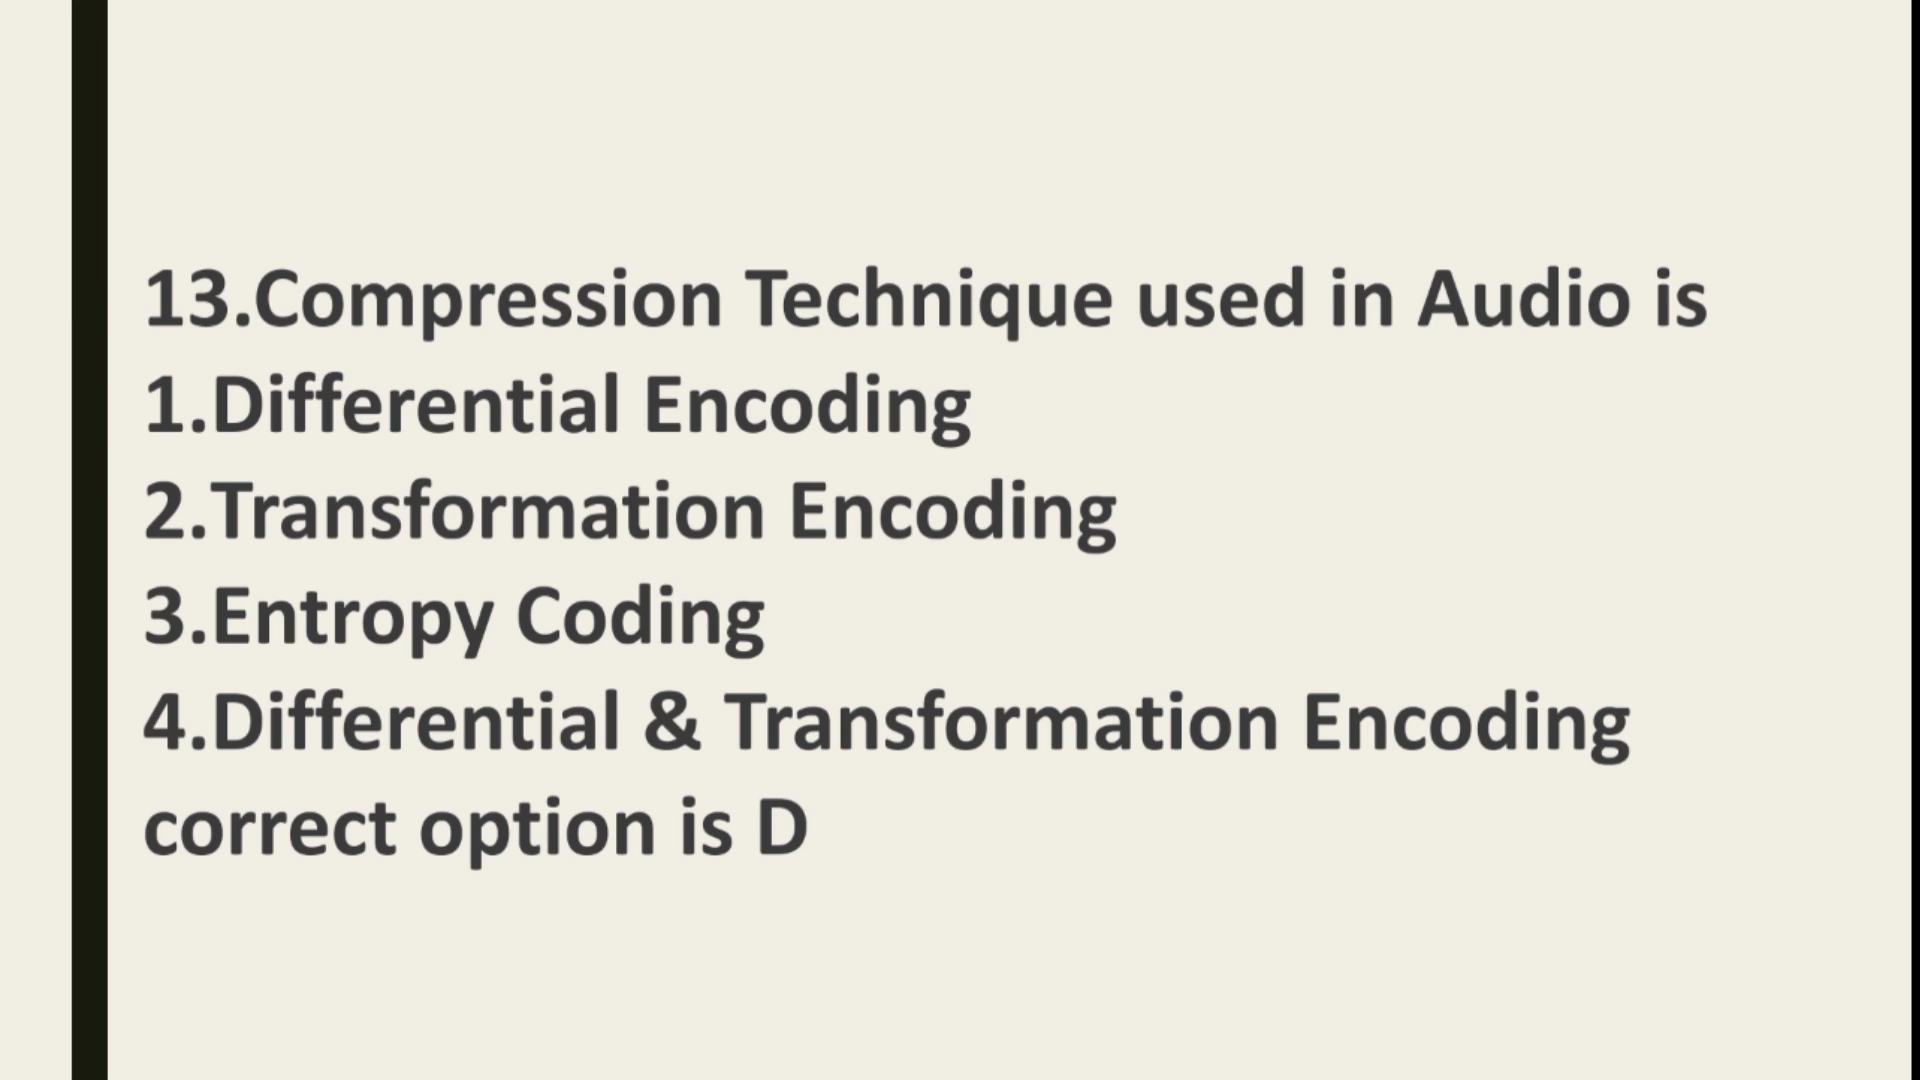 13.Compression Technique used in Audio is
1.Differential Encoding
2.Transformation Encoding
3.Entropy Coding
4.Differential & Transformation Encoding
correct option is D